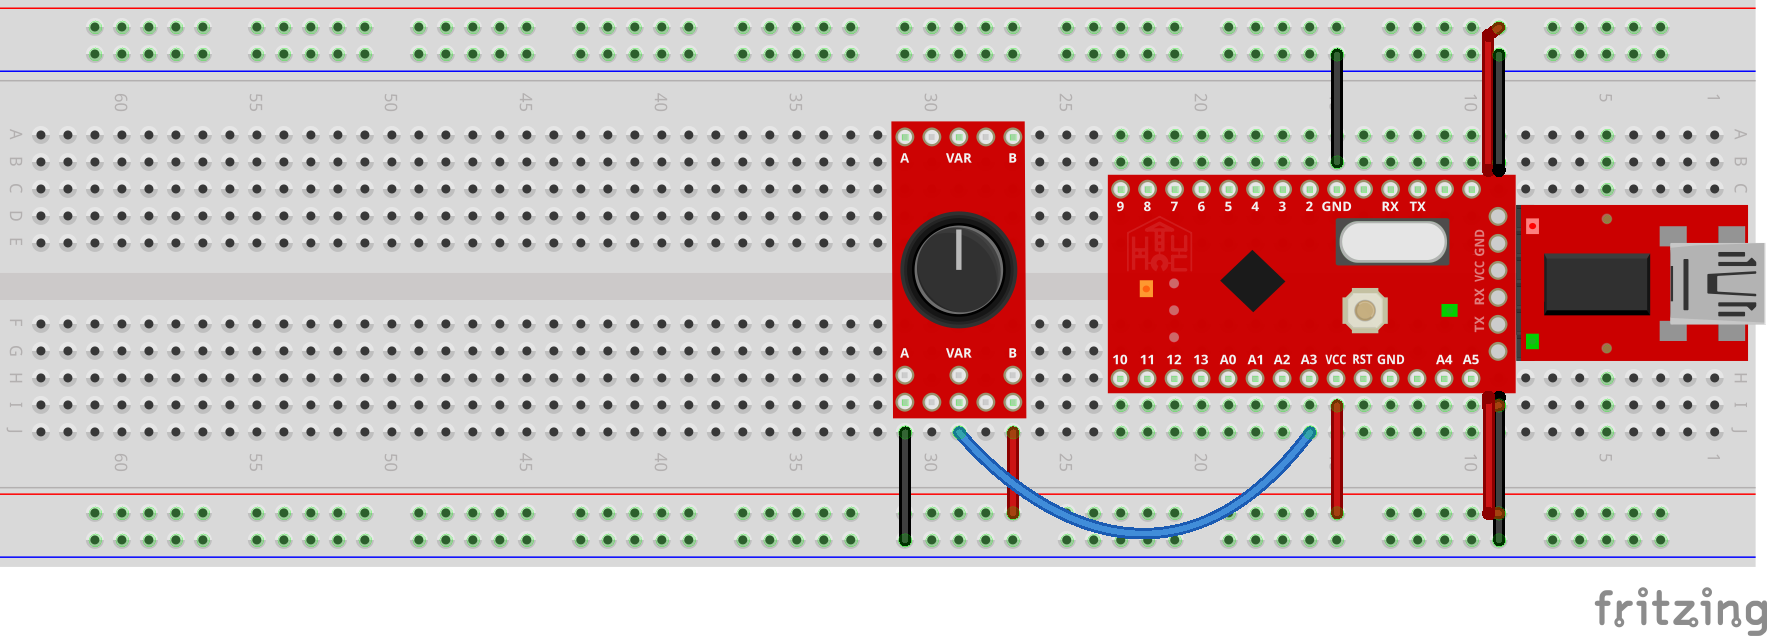 60 55 50 45 40 35 30 25 20 10 5 1
A A
B B
C C
D
E
F
G
H H
I I
J J
A VAR B
A VAR B
9 8 7 6 5 4 3 2 GND RX TX
GND
VCC
RX
TX
10 11 12 13 A0 A1 A2 A3 VCC RST GND A4 A5
60 55 50 45 40 35 30 25 20 10 5 1
fritzing